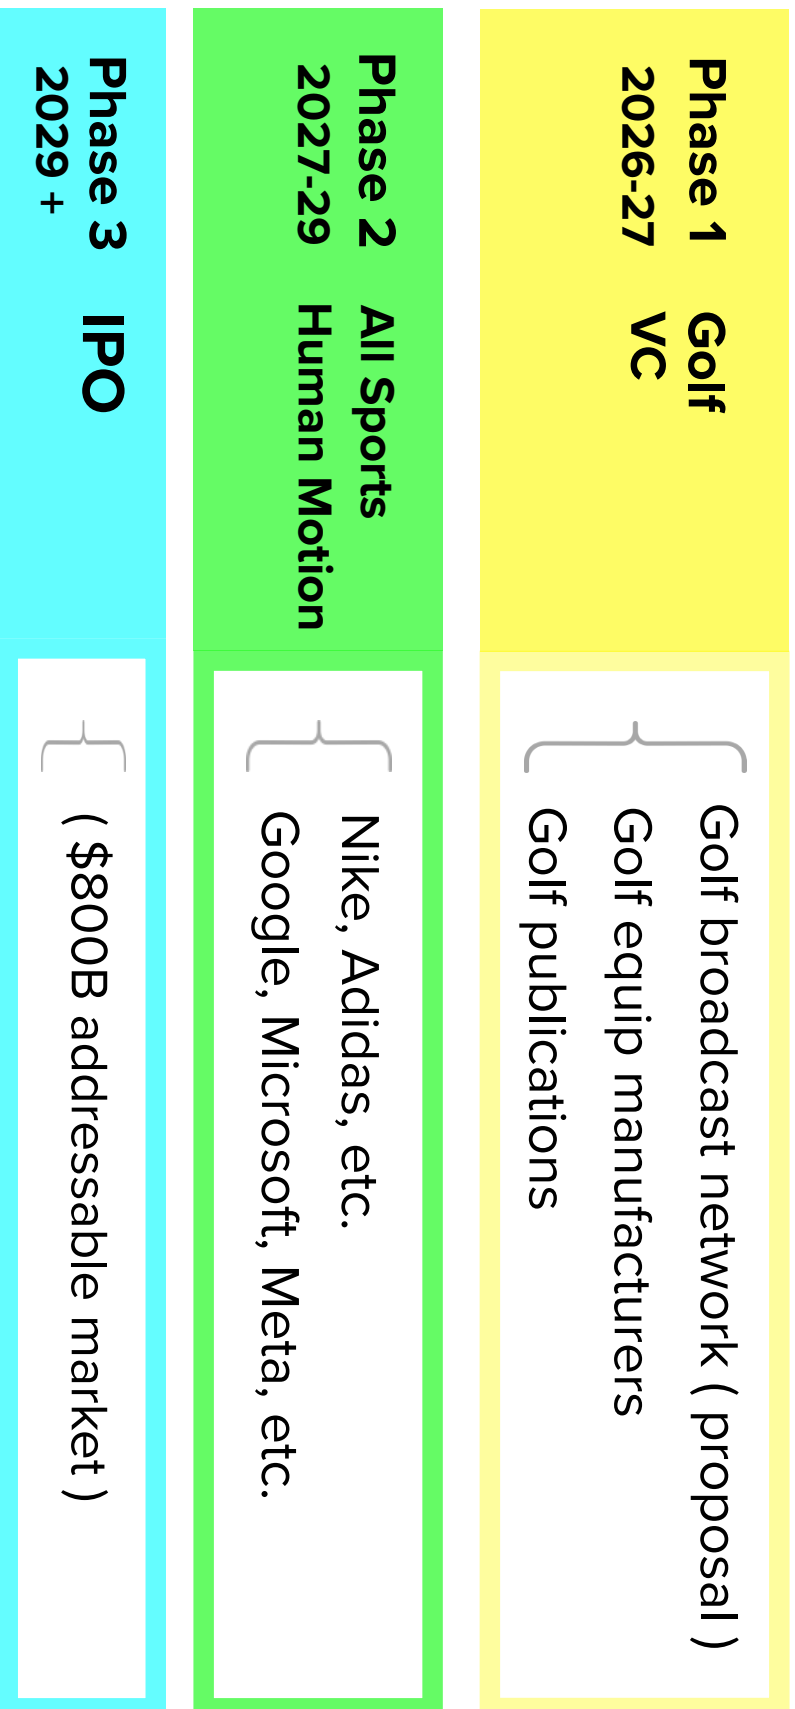 Phase 1 Golf
2026-27 VC
Golf broadcast network ( proposal )
Golf equip manufacturers
Golf publications
Phase 2 All Sports
2027-29 Human Motion
Nike, Adidas, etc.
Google, Microsoft, Meta, etc.
Phase 3 IPO
2029 +
( $800B addressable market )